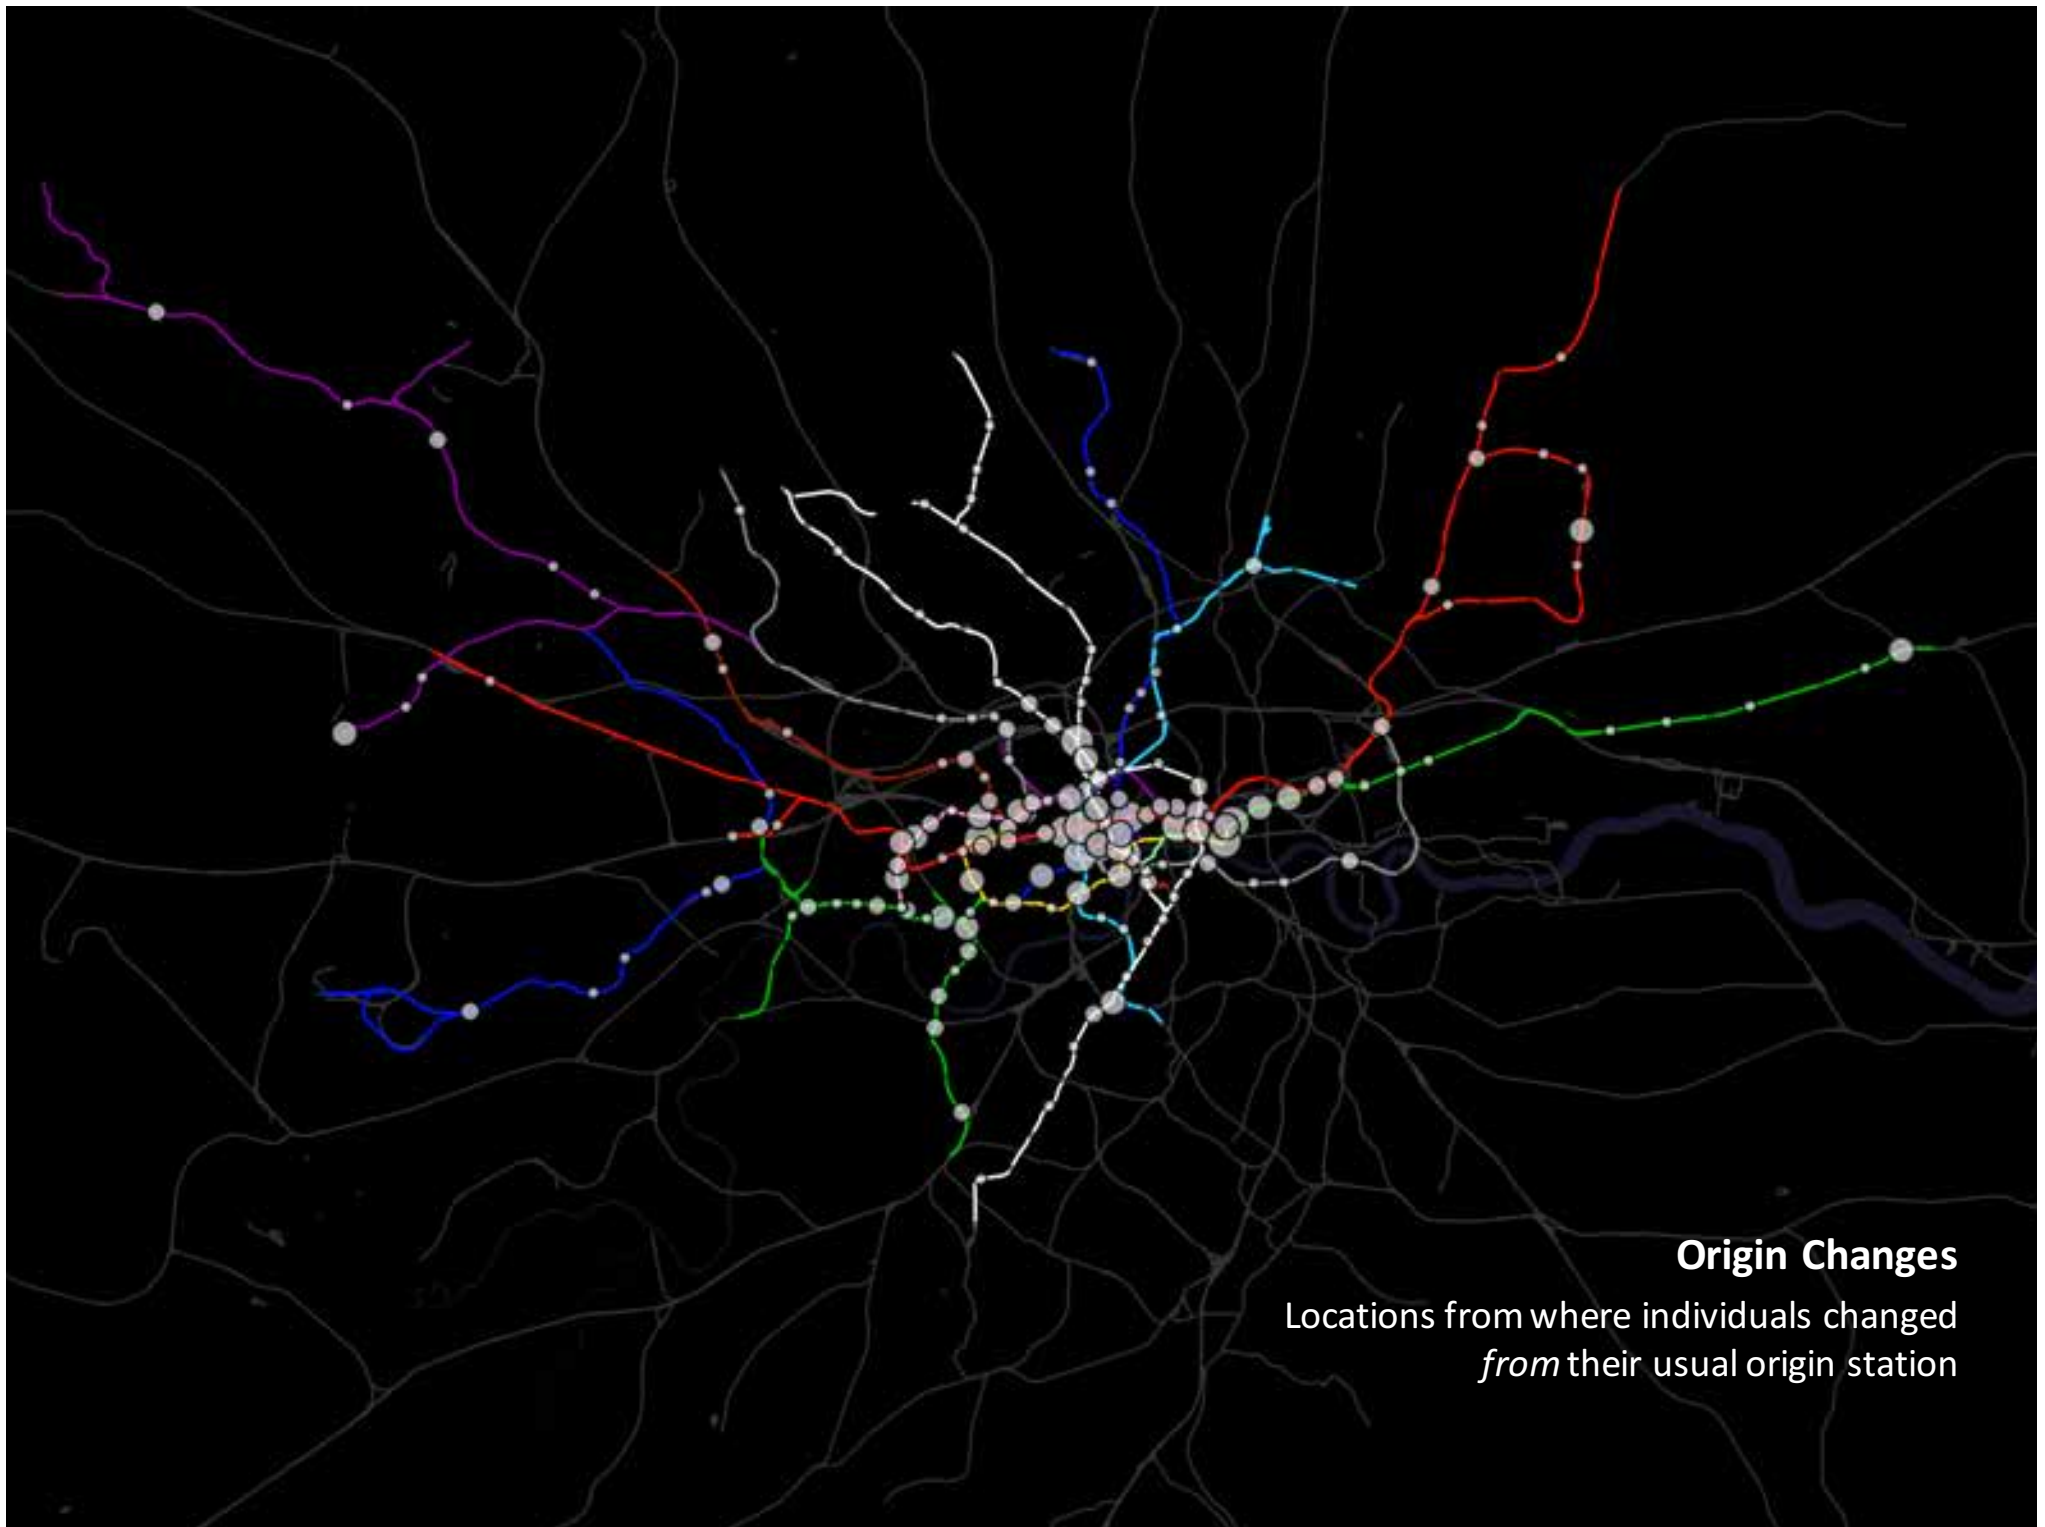 Origin Changes
Locations from where individuals changed
from their usual origin station